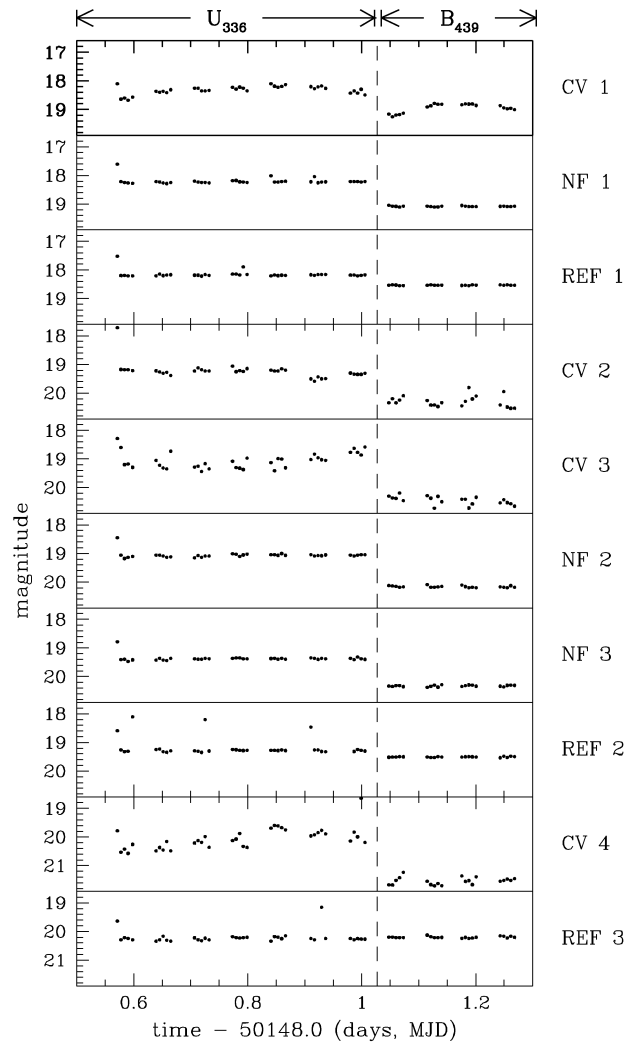 U336 B439
17
18
19
CV 1
18
19
NF 1
17
18
19
REF 1
18
19
20
CV 2
18
19
20
CV 3
18
19
20
NF 2
18
19
20
NF 3
18
19
20
REF 2
19
20
21
CV 4
19
20
21
REF 3
magnitude
0.6 0.8 1 1.2
time − 50148.0 (days, MJD)